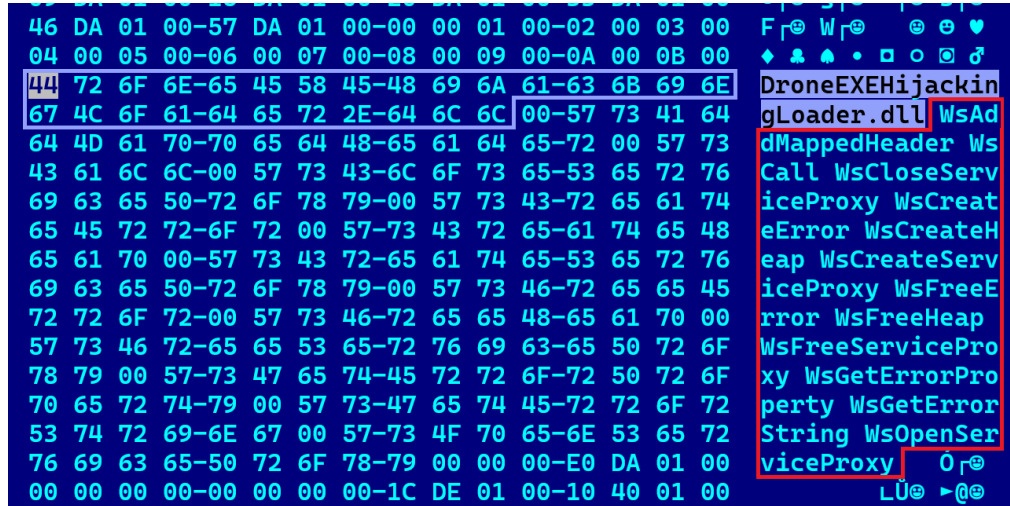 46 DA 01 00-57 DA 01 00-00 00 01 00-02 00 03 00 F┌☺ W┌☺ ☺ ☻ ♥
04 00 05 00-06 00 07 00-08 00 09 00-0A 00 0B 00 ♦ ♣ ♠ • ◘ ○ ◙ ♂
44 72 6F 6E-65 45 58 45-48 69 6A 61-63 6B 69 6E DroneEXEHijackin
67 4C 6F 61-64 65 72 2E-64 6C 6C 00-57 73 41 64 gLoader.dll WsAd
64 4D 61 70-70 65 64 48-65 61 64 65-72 00 57 73 dMappedHeader Ws
43 61 6C 6C-00 57 73 43-6C 6F 73 65-53 65 72 76 Call WsCloseServ
69 63 65 50-72 6F 78 79-00 57 73 43-72 65 61 74 iceProxy WsCreat
65 45 72 72-6F 72 00 57-73 43 72 65-61 74 65 48 eError WsCreateH
65 61 70 00-57 73 43 72-65 61 74 65-53 65 72 76 eap WsCreateServ
69 63 65 50-72 6F 78 79-00 57 73 46-72 65 65 45 iceProxy WsFreeE
72 72 6F 72-00 57 73 46-72 65 65 48-65 61 70 00 rror WsFreeHeap
57 73 46 72-65 65 53 65-72 76 69 63-65 50 72 6F WsFreeServicePro
78 79 00 57-73 47 65 74-45 72 72 6F-72 50 72 6F xy WsGetErrorPro
70 65 72 74-79 00 57 73-47 65 74 45-72 72 6F 72 perty WsGetError
53 74 72 69-6E 67 00 57-73 4F 70 65-6E 53 65 72 String WsOpenSer
76 69 63 65-50 72 6F 78-79 00 00 00-E0 DA 01 00 viceProxy Ó┌☺
00 00 00 00-00 00 00 00-1C DE 01 00-10 40 01 00 ∟Ů☺ ►@☺